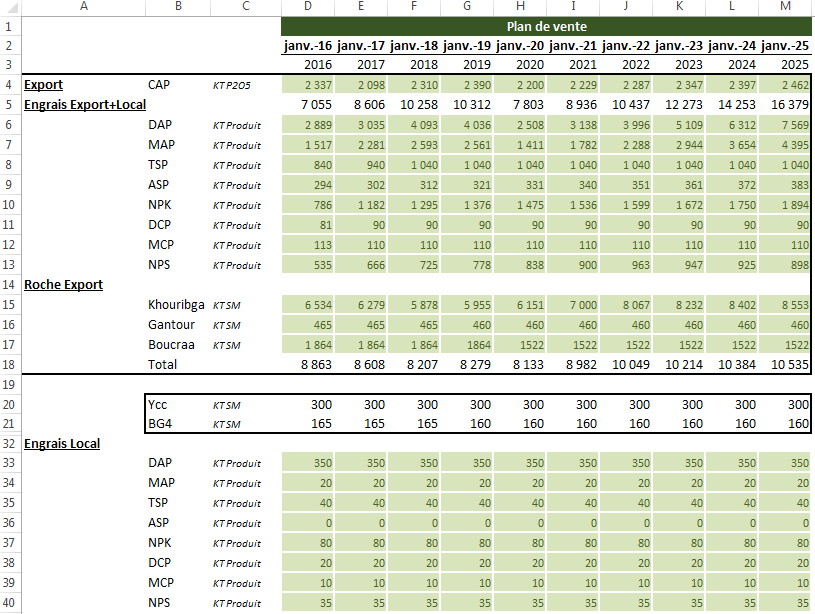 A B C D E F G H I J K L M
1 Plan de vente
2 janv.-16 janv.-17 janv.-18 janv.-19 janv.-20 janv.-21 janv.-22 janv.-23 janv.-24 janv.-25
3 2016 2017 2018 2019 2020 2021 2022 2023 2024 2025
4 Export CAP KT P2O5 2 337 2 098 2 310 2 390 2 200 2 229 2 287 2 347 2 397 2 462
5 Engrais Export+Local 7 055 8 606 10 258 10 312 7 803 8 936 10 437 12 273 14 253 16 379
6 DAP KT Produit 2 889 3 035 4 093 4 036 2 508 3 138 3 996 5 109 6 312 7 569
7 MAP KT Produit 1 517 2 281 2 593 2 561 1 411 1 782 2 288 2 944 3 654 4 395
8 TSP KT Produit 840 940 1 040 1 040 1 040 1 040 1 040 1 040 1 040 1 040
9 ASP KT Produit 294 302 312 321 331 340 351 361 372 383
10 NPK KT Produit 786 1 182 1 295 1 376 1 475 1 536 1 599 1 672 1 750 1 894
11 DCP KT Produit 81 90 90 90 90 90 90 90 90 90
12 MCP KT Produit 113 110 110 110 110 110 110 110 110 110
13 NPS KT Produit 535 666 725 778 838 900 963 947 925 898
14 Roche Export
15 Khouribga KT SM 6 534 6 279 5 878 5 955 6 151 7 000 8 067 8 232 8 402 8 553
16 Gantour KT SM 465 465 465 460 460 460 460 460 460 460
17 Boucraa KT SM 1 864 1 864 1 864 1864 1522 1522 1522 1522 1522 1522
18 Total 8 863 8 608 8 207 8 279 8 133 8 982 10 049 10 214 10 384 10 535
19
20 Ycc KT SM 300 300 300 300 300 300 300 300 300 300
21 BG4 KT SM 165 165 165 160 160 160 160 160 160 160
32 Engrais Local
33 DAP KT Produit 350 350 350 350 350 350 350 350 350 350
34 MAP KT Produit 20 20 20 20 20 20 20 20 20 20
35 TSP KT Produit 40 40 40 40 40 40 40 40 40 40
36 ASP KT Produit 0 0 0 0 0 0 0 0 0 0
37 NPK KT Produit 80 80 80 80 80 80 80 80 80 80
38 DCP KT Produit 20 20 20 20 20 20 20 20 20 20
39 MCP KT Produit 10 10 10 10 10 10 10 10 10 10
40 NPS KT Produit 35 35 35 35 35 35 35 35 35 35